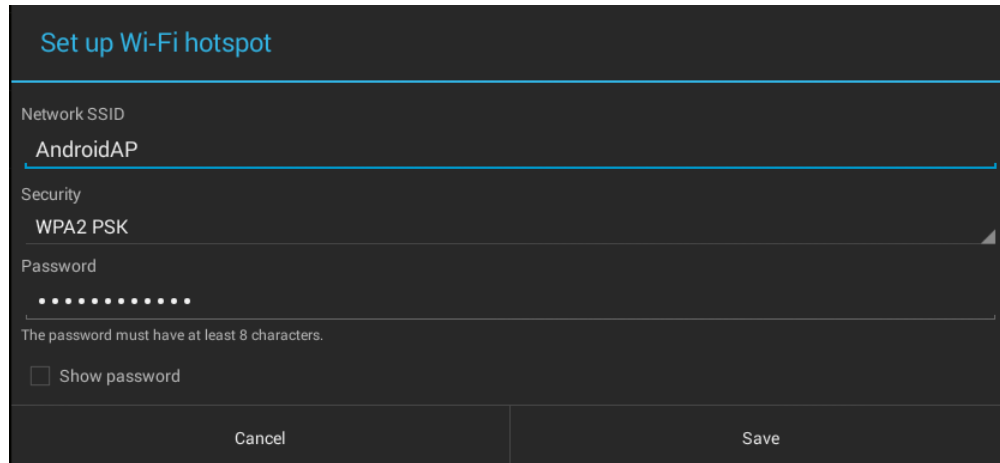 Set up Wi-Fi hotspot
Network SSID
AndroidAP
Security
WPA2 PSK
Password
••••••••••••
The password must have at least 8 characters.
Show password
Cancel
Save